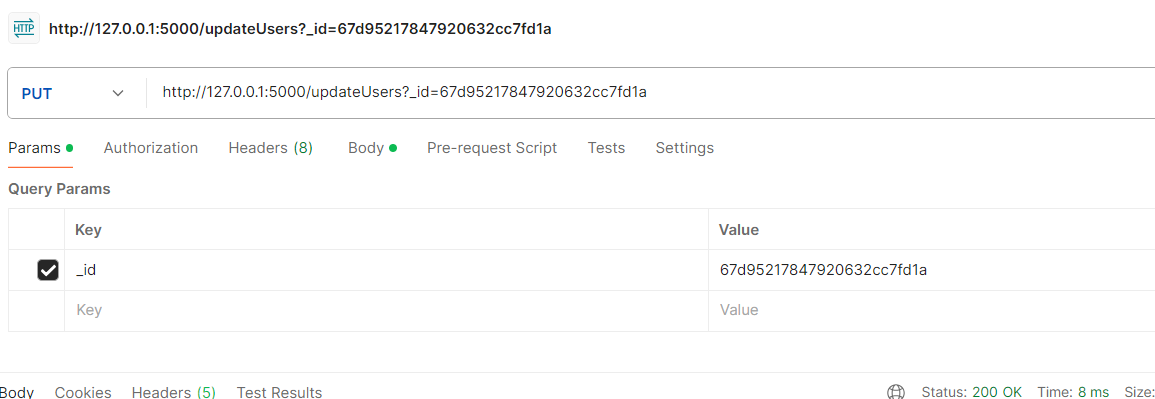 HTTP http://127.0.0.1:5000/updateUsers?_id=67d95217847920632cc7fd1a
PUT http://127.0.0.1:5000/updateUsers?_id=67d95217847920632cc7fd1a
Params Authorization Headers (8) Body Pre-request Script Tests Settings
Query Params
Key Value
_id 67d95217847920632cc7fd1a
Key Value
Body Cookies Headers (5) Test Results Status: 200 OK Time: 8 ms Size: